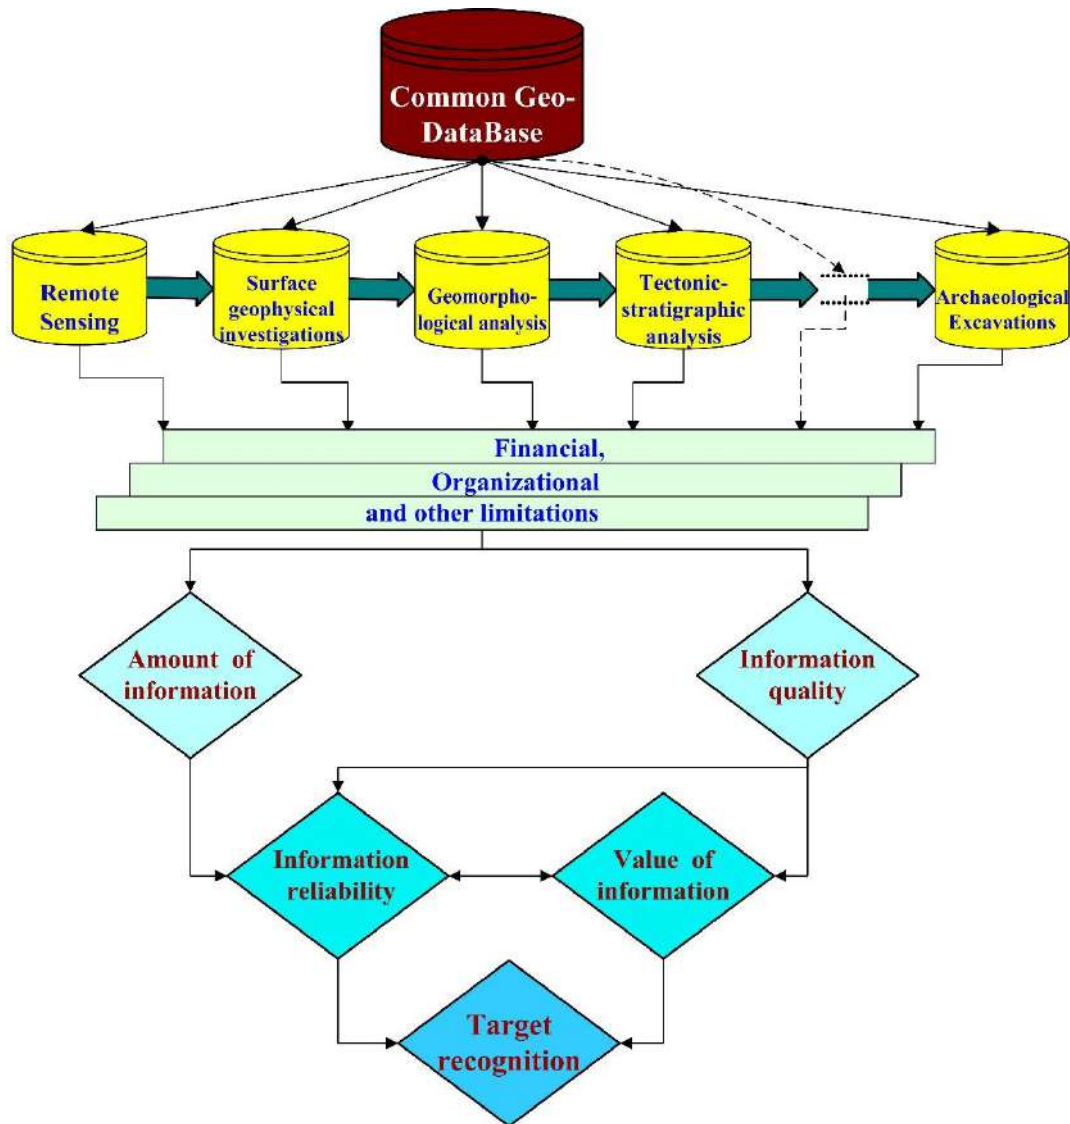 Common Geo-
DataBase
Remote
Sensing
Surface
geophysical
investigations
Geomorpho-
logical analysis
Tectonic-
stratigraphic
analysis
Archaeological
Excavations
Financial,
Organizational
and other limitations
Amount of
information
Information
quality
Information
reliability
Value of
information
Target
recognition